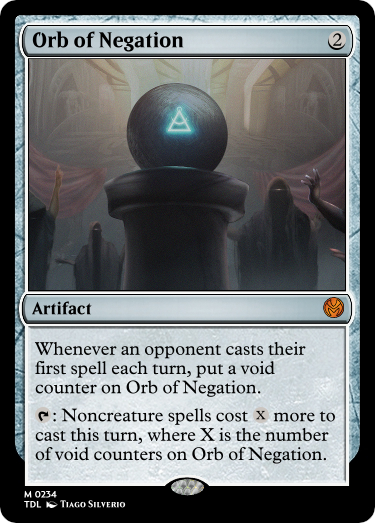 Orb of Negation 2
Artifact
Whenever an opponent casts their
first spell each turn, put a void
counter on Orb of Negation.
: Noncreature spells cost X more to
cast this turn, where X is the number
of void counters on Orb of Negation.
M 0234
TDL Tiago Silverio